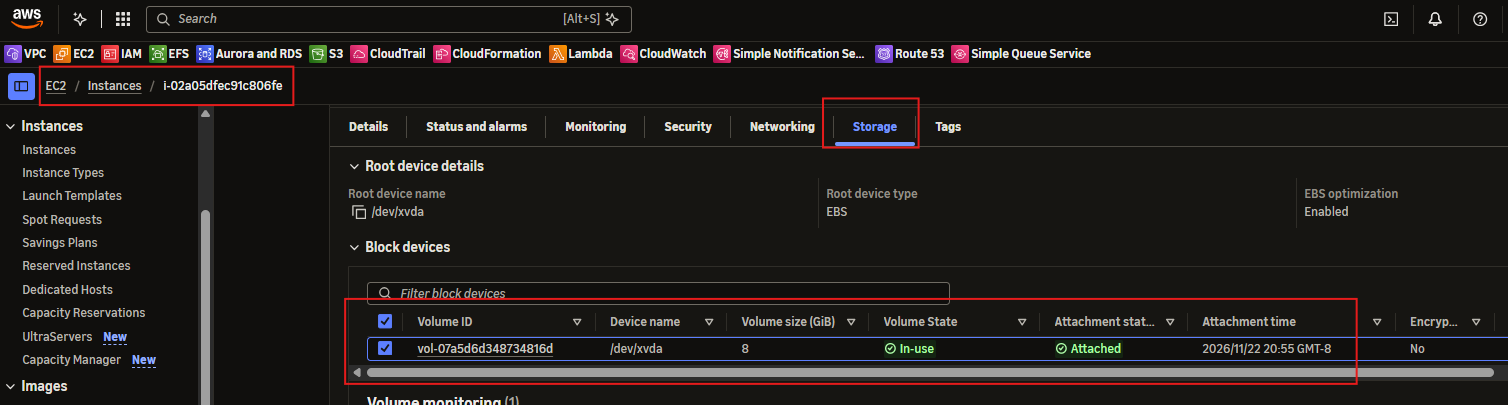 aws Search [Alt+S]
VPC EC2 IAM EFS Aurora and RDS S3 CloudTrail CloudFormation Lambda CloudWatch Simple Notification Se... Route 53 Simple Queue Service
EC2 / Instances / i-02a05dfec91c806fe
Instances
Instances
Instance Types
Launch Templates
Spot Requests
Savings Plans
Reserved Instances
Dedicated Hosts
Capacity Reservations
UltraServers New
Capacity Manager New
Images
Details Status and alarms Monitoring Security Networking Storage Tags
Root device details
Root device name Root device type EBS optimization
/dev/xvda EBS Enabled
Block devices
Filter block devices
Volume ID Device name Volume size (GiB) Volume State Attachment stat... Attachment time Encryp...
vol-07a5d6d348734816d /dev/xvda 8 In-use Attached 2026/11/22 20:55 GMT-8 No
Volume monitoring (1)